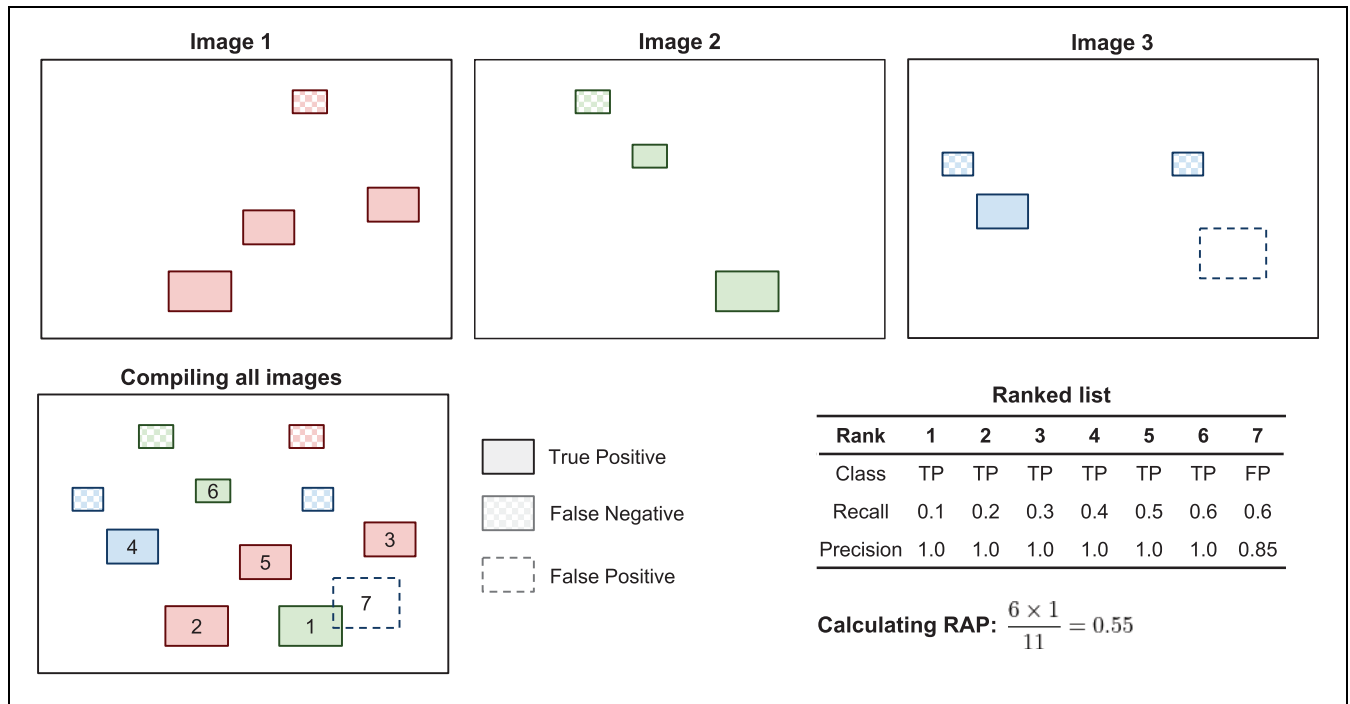 Image 1
Image 2
Image 3
Compiling all images
6
4
3
5
7
2
1
True Positive
False Negative
False Positive
Ranked list
Rank 1 2 3 4 5 6 7
Class TP TP TP TP TP TP FP
Recall 0.1 0.2 0.3 0.4 0.5 0.6 0.6
Precision 1.0 1.0 1.0 1.0 1.0 1.0 0.85
Calculating RAP: 6 × 1 / 11 = 0.55